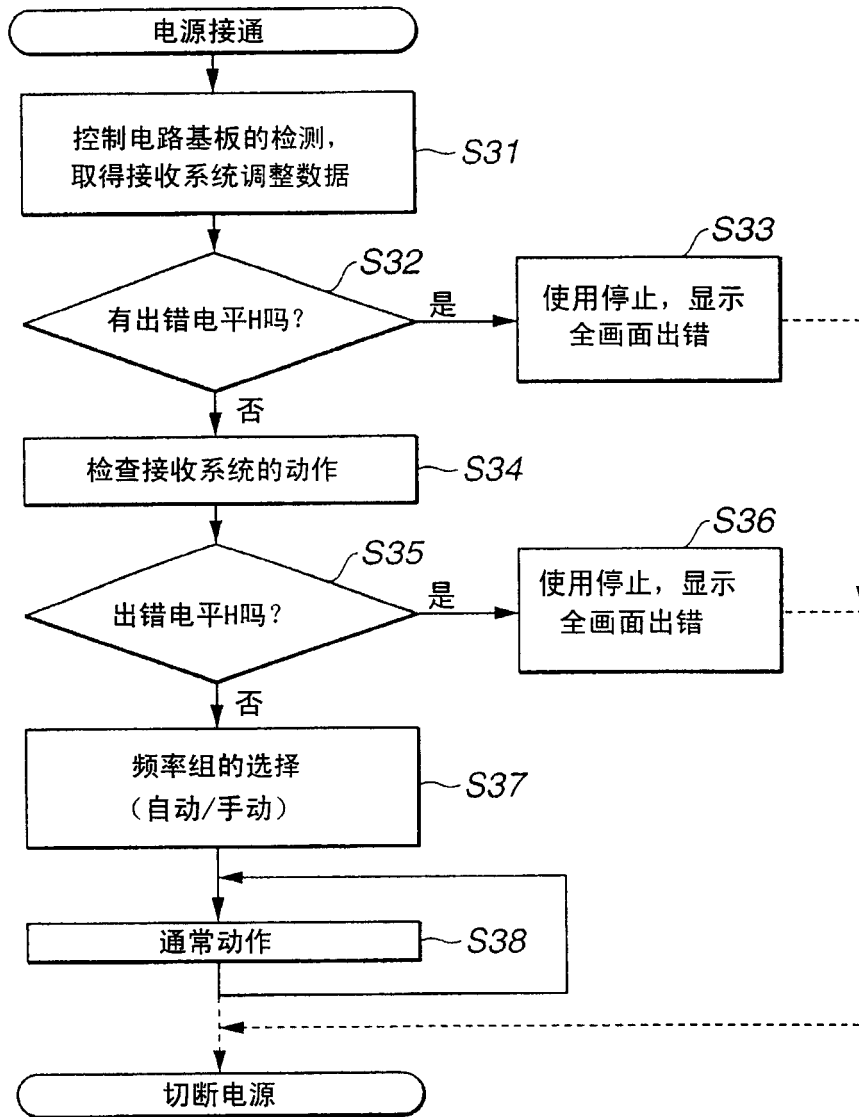 电源接通
控制电路基板的检测,
取得接收系统调整数据
S31
S32
有出错电平H吗?
是
S33
使用停止,显示
全画面出错
否
检查接收系统的动作
S34
S35
出错电平H吗?
是
S36
使用停止,显示
全画面出错
否
频率组的选择
(自动/手动)
S37
通常动作
S38
切断电源